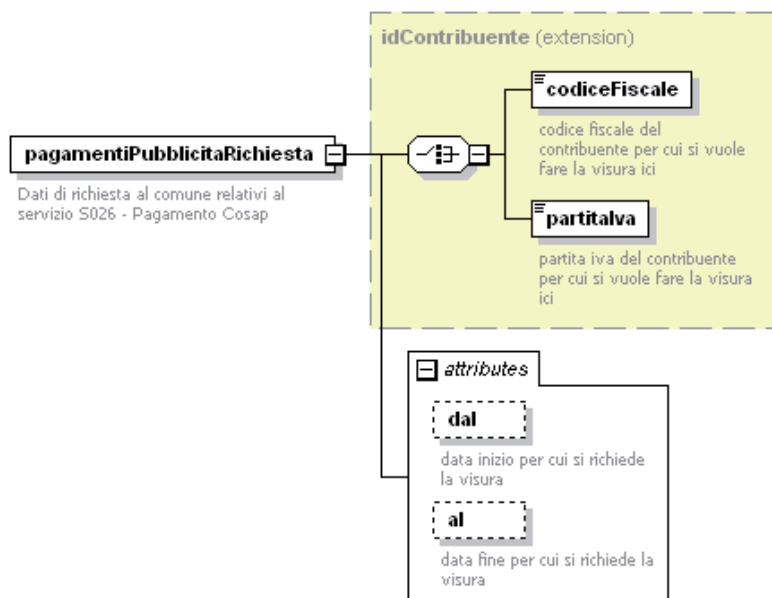 idContribuente (extension)
codiceFiscale
codice fiscale del
contribuente per cui si vuole
fare la visura ici
pagamentiPubblicitaRichiesta
Dati di richiesta al comune relativi al
servizio S026 - Pagamento Cosap
partitaIva
partita iva del contribuente
per cui si vuole fare la visura
ici
attributes
dal
data inizio per cui si richiede
la visura
al
data fine per cui si richiede la
visura